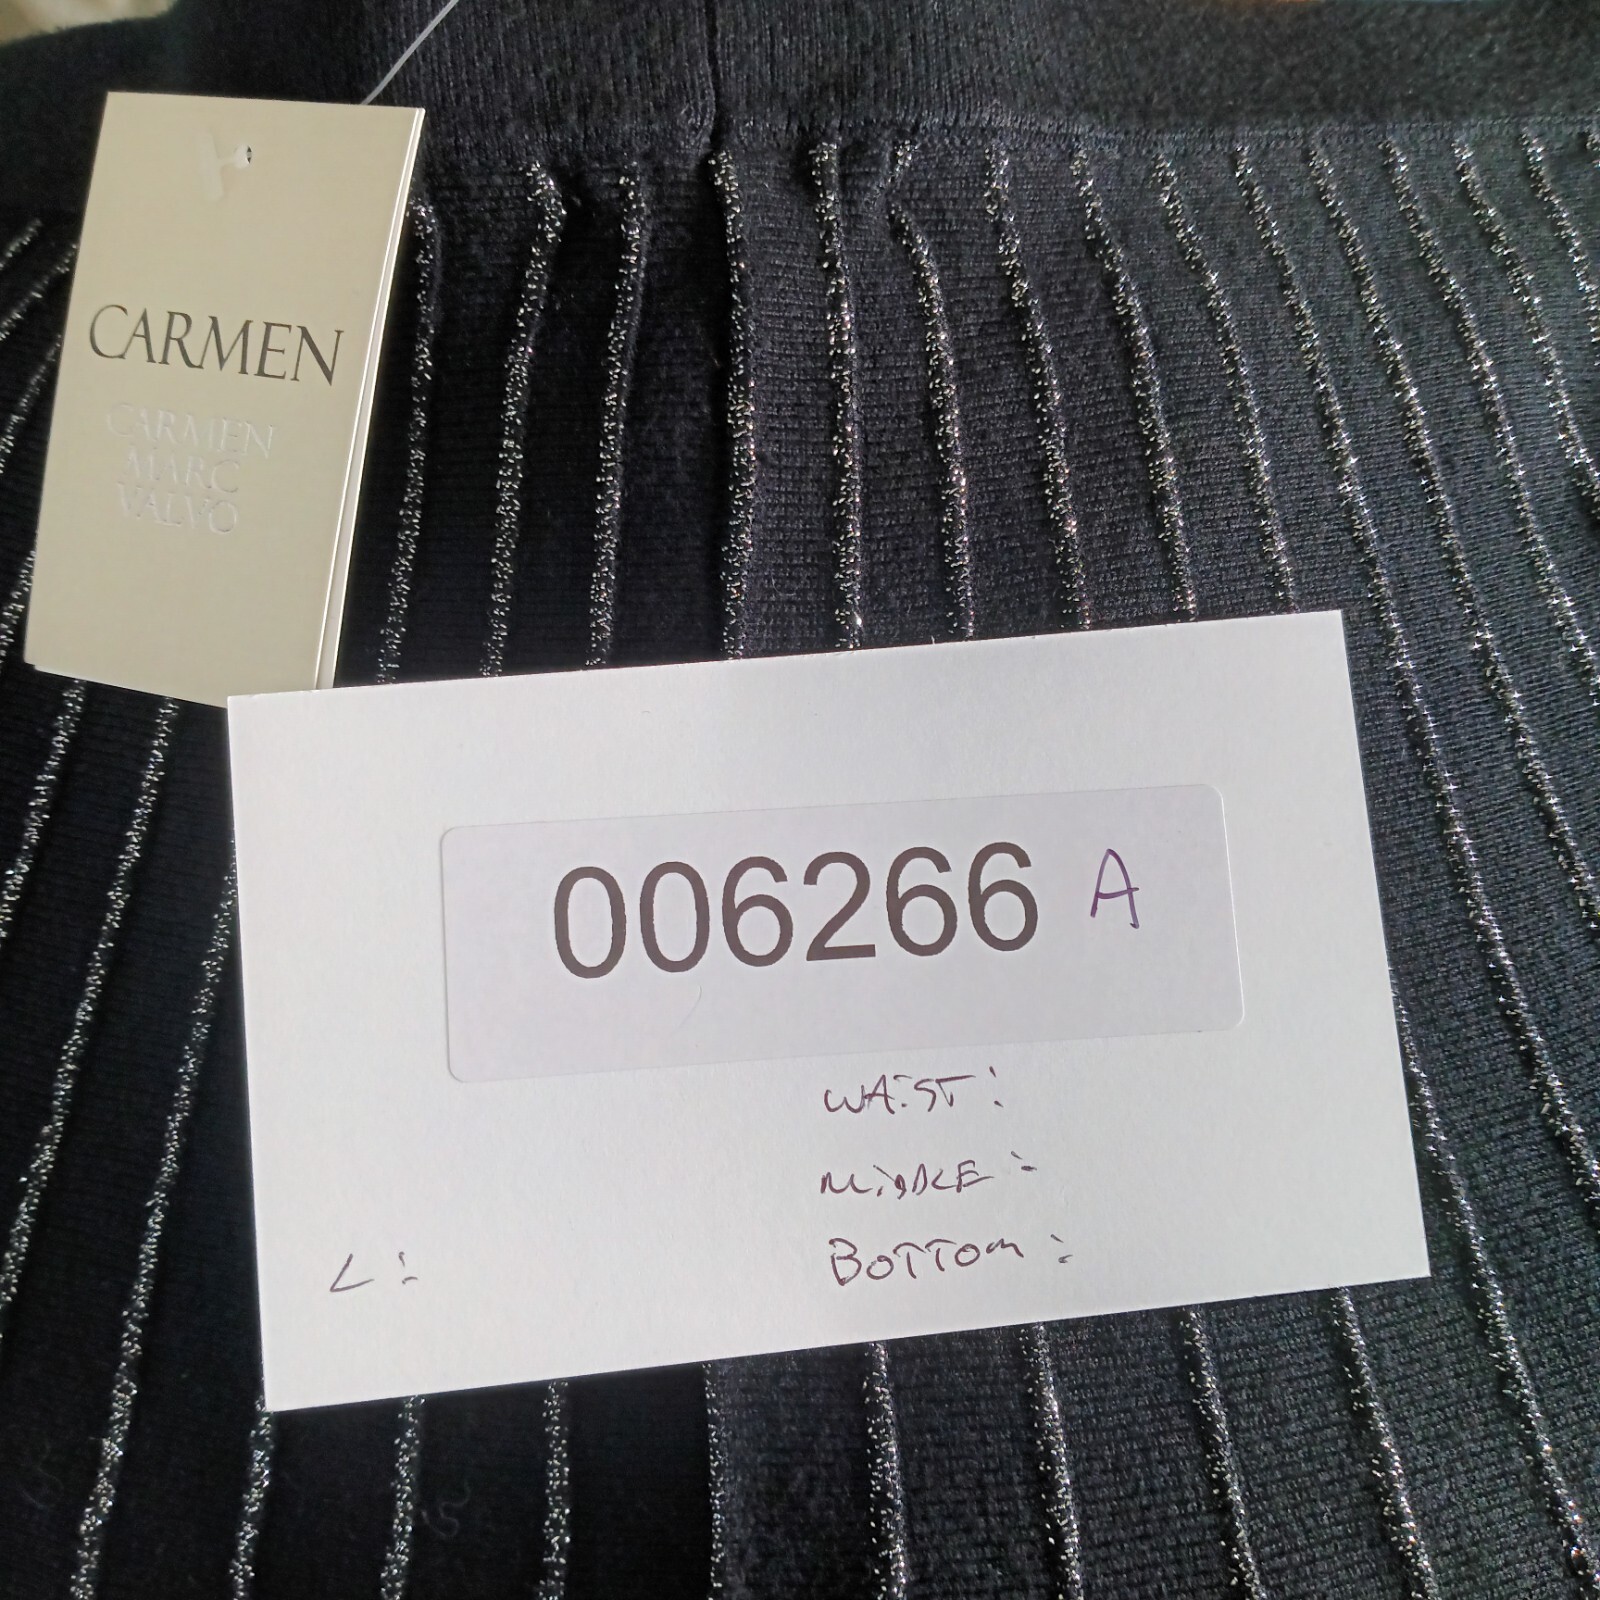 CARMEN
CARMEN
MARC
VALVO
006266 A
WAIST:
MIDDLE:
BOTTOM:
L: